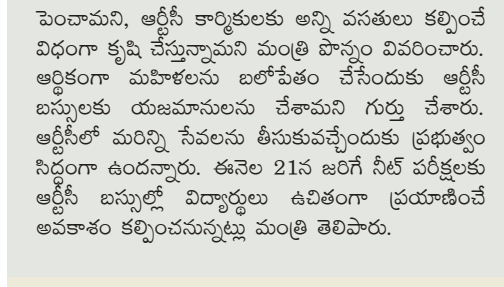 పెంచామని, ఆర్టీసీ కార్మికులకు అన్ని వసతులు కల్పించే
విధంగా కృషి చేస్తున్నామని మంత్రి పొన్నం వివరించారు.
ఆర్థికంగా మహిళలను బలోపేతం చేసేందుకు ఆర్టీసీ
బస్సులకు యజమానులను చేశామని గుర్తు చేశారు.
ఆర్టీసీలో మరిన్ని సేవలను తీసుకువచ్చేందుకు ప్రభుత్వం
సిద్ధంగా ఉందన్నారు. ఈనెల 21న జరిగే నీట్ పరీక్షలకు
ఆర్టీసీ బస్సుల్లో విద్యార్థులు ఉచితంగా ప్రయాణించే
అవకాశం కల్పించనున్నట్లు మంత్రి తెలిపారు.